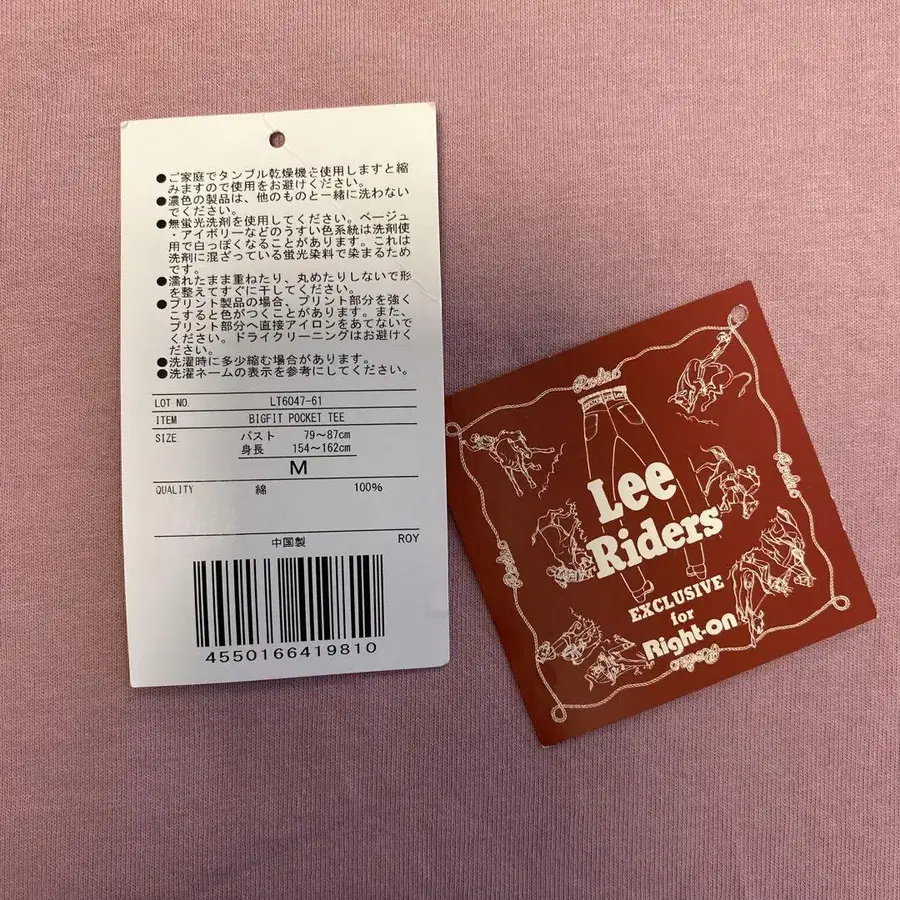 ●ご家庭でタンブル乾燥機を使用しますと縮
みますので使用をお避けください。
●濃色の製品は、他のものと一緒に洗わない
でください。
●無蛍光洗剤を使用してください。ベージュ
・アイボリーなどのうすい色系統は洗剤使
用で白っぽくなることがあります。これは
洗剤に混ざっている蛍光染料で染まるため
です。
●濡れたまま重ねたり、丸めたりしないで形
を整えてすぐに干してください。
●プリント製品の場合、プリント部分を強く
こすると色がつくことがあります。また、
プリント部分へ直接アイロンをあてないで
ください。ドライクリーニングはお避けく
ださい。
●洗濯時に多少縮む場合があります。
●洗濯ネームの表示を参考にしてください。
LOT NO. LT6047-61
ITEM BIGFIT POCKET TEE
SIZE バスト 79～87cm
身長 154～162cm
M
QUALITY 綿 100%
中国製 ROY
4550166419810
Rodeo
Rodeo
Lee
Riders
EXCLUSIVE
for
Right-on
Rodeo
Rodeo